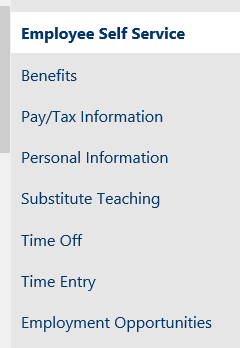 Employee Self Service
Benefits
Pay/Tax Information
Personal Information
Substitute Teaching
Time Off
Time Entry
Employment Opportunities